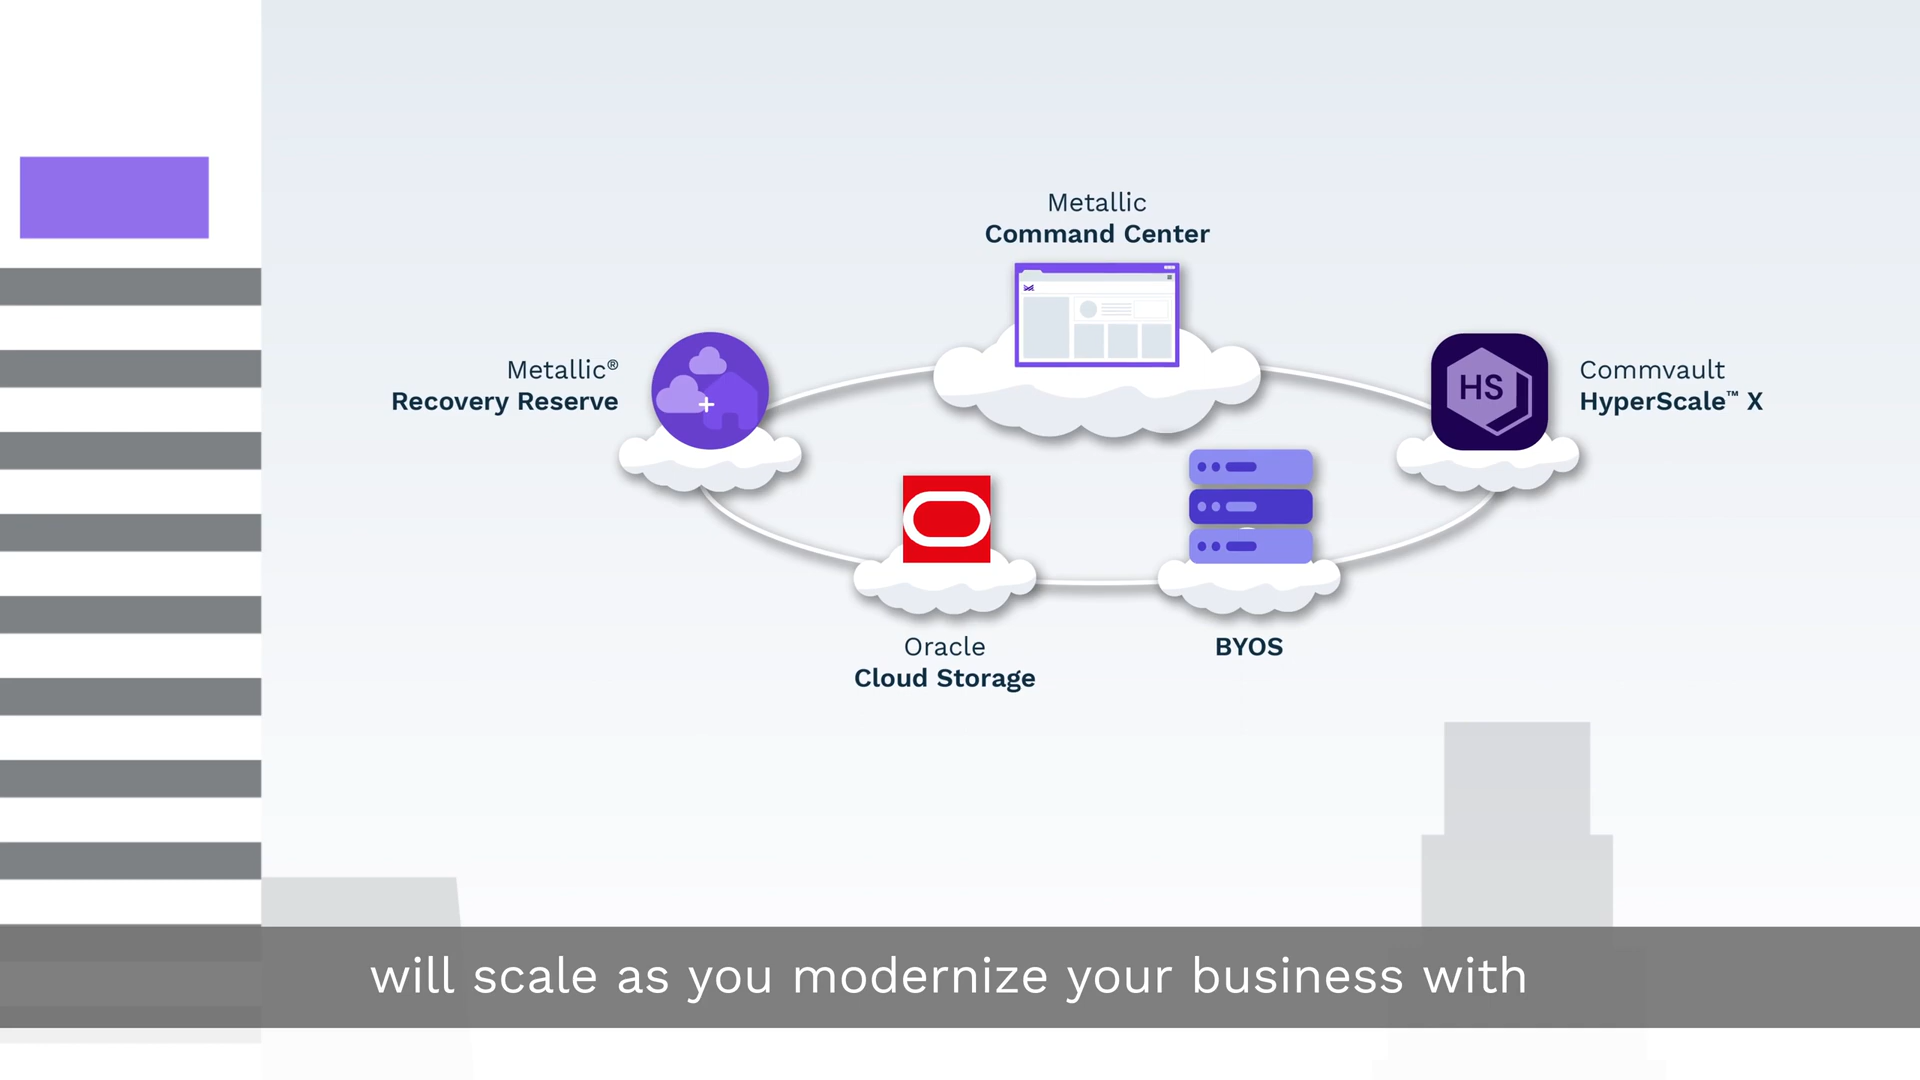 Metallic
Command Center
Metallic®
Recovery Reserve
HS
Commvault
HyperScale™ X
Oracle
Cloud Storage
BYOS
will scale as you modernize your business with